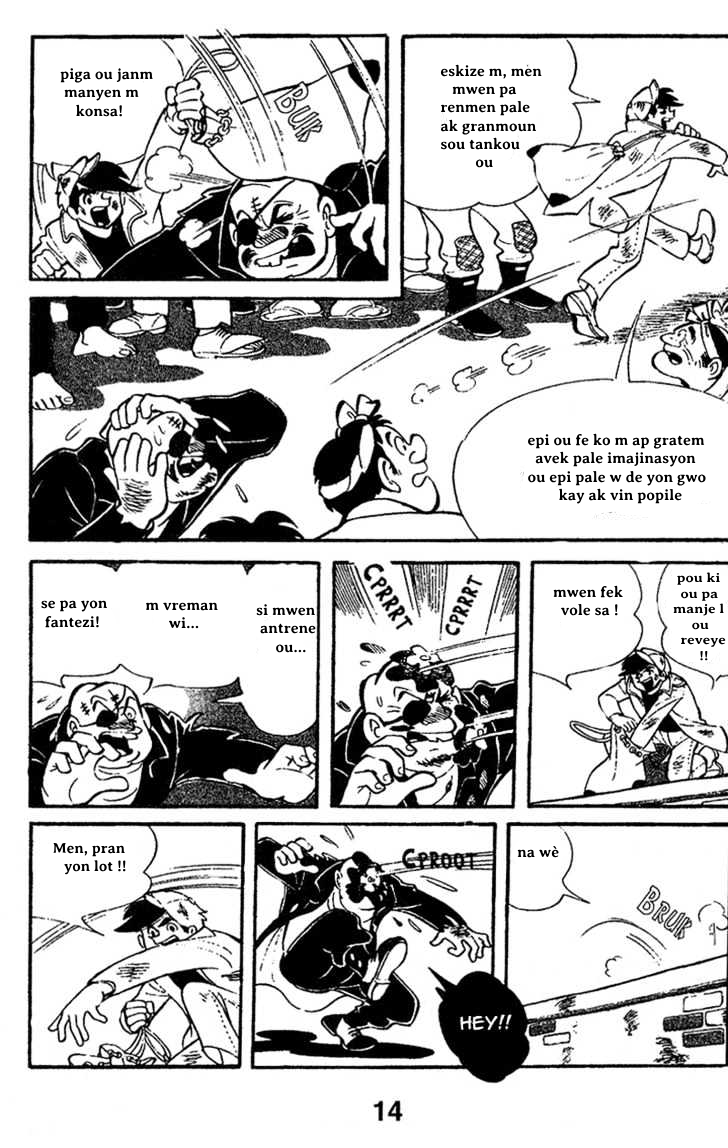 piga ou janm
manyen m
konsa!
BUK
eskize m, mèn
mwen pa
renmen pale
ak granmoun
sou tankou
ou
epi ou fe ko m ap gratem
avek pale imajinasyon
ou epi pale w de yon gwo
kay ak vin popile
se pa yon
fantezi!
m vreman
wi...
si mwen
antrene
ou...
CPRRRT
CPRRRT
mwen fek
vole sa !
pou ki
ou pa
manje l
ou
reveye
!!
Men, pran
yon lot !!
CPROOT
HEY!!
na wè
BRUK
14